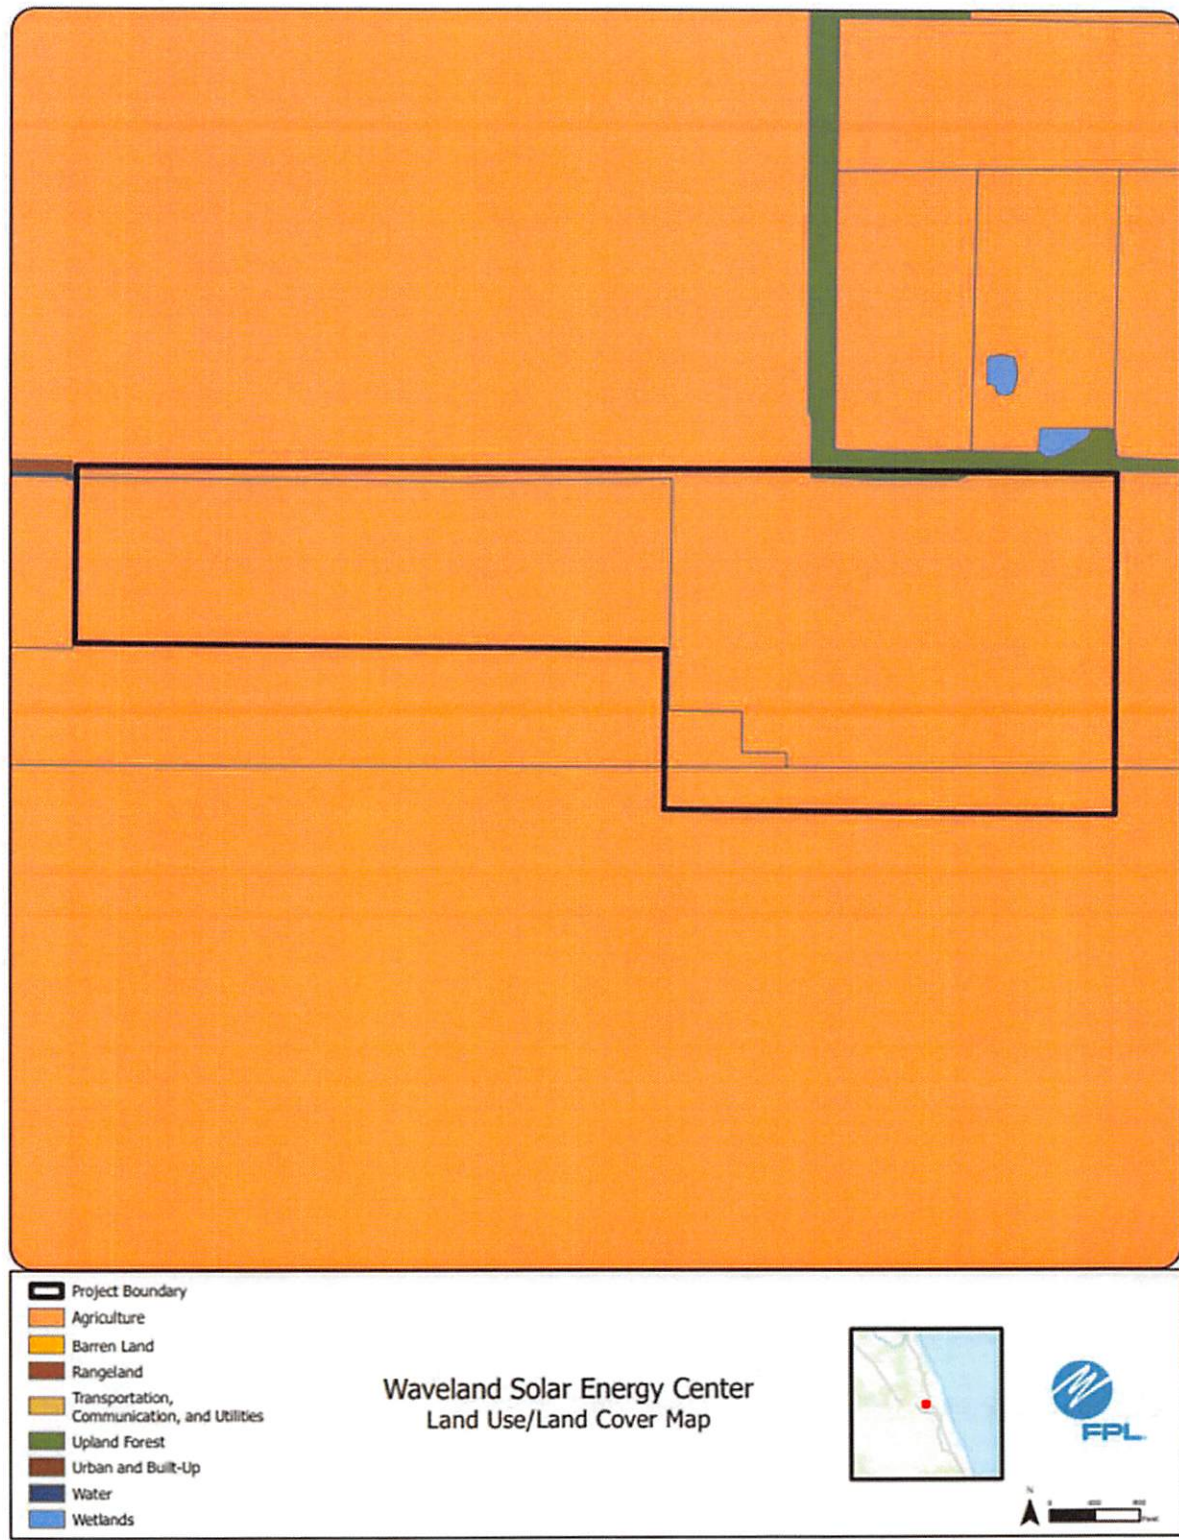 Project Boundary
Agriculture
Barren Land
Rangeland
Transportation,
Communication, and Utilities
Upland Forest
Urban and Built-Up
Water
Wetlands
Waveland Solar Energy Center
Land Use/Land Cover Map
FPL
N